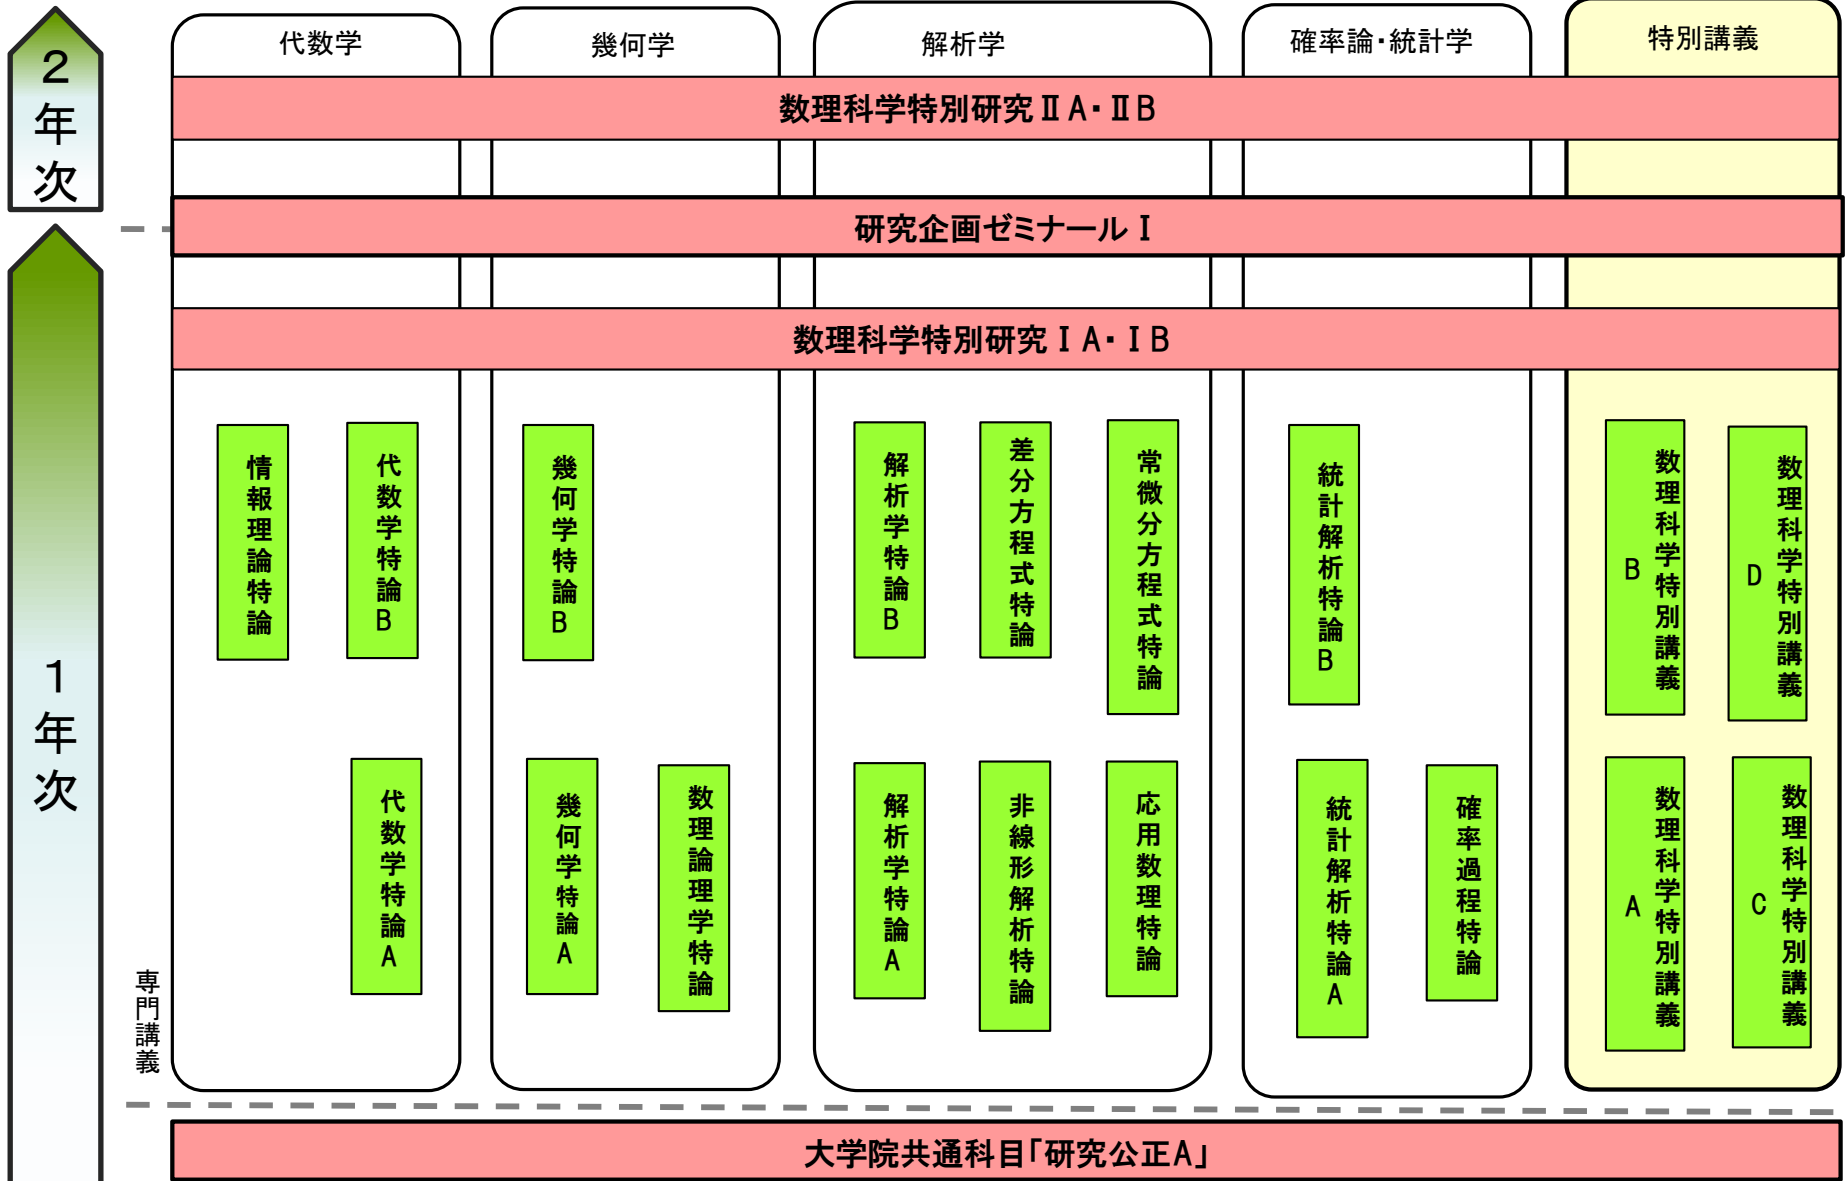 ２年次
代数学
幾何学
解析学
確率論・統計学
特別講義
数理科学特別研究ⅡA・ⅡB
研究企画ゼミナールⅠ
数理科学特別研究ⅠA・ⅠB
１年次
情報理論特論
代数学特論B
幾何学特論B
解析学特論B
差分方程式特論
常微分方程式特論
統計解析特論B
数理科学特別講義
B
数理科学特別講義
D
代数学特論A
幾何学特論A
数理論理学特論
解析学特論A
非線形解析特論
応用数理特論
統計解析特論A
確率過程特論
数理科学特別講義
A
数理科学特別講義
C
専門講義
大学院共通科目「研究公正A」